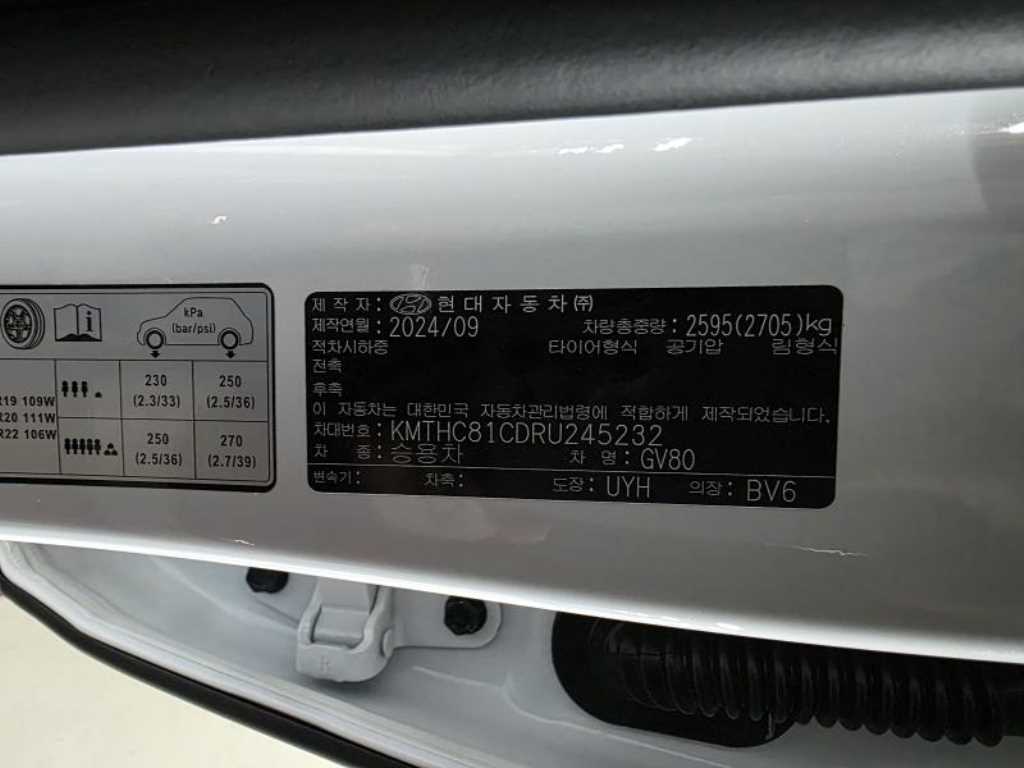 kPa
(bar/psi)
230
(2.3/33)
250
(2.5/36)
R19 109W
R20 111W
R22 106W
250
(2.5/36)
270
(2.7/39)
제 작 자 : 현 대 자 동 차 ㈜
제작연월 : 2024/09 차량총중량 : 2595(2705)kg
적차시하중 타이어형식 공기압 림형식
전축
후축
이 자동차는 대한민국 자동차관리법령에 적합하게 제작되었습니다.
차대번호 : KMTHC81CDRU245232
차 종 : 승용차 차 명 : GV80
변속기 : 차축 : 도장 : UYH 의장 : BV6
R